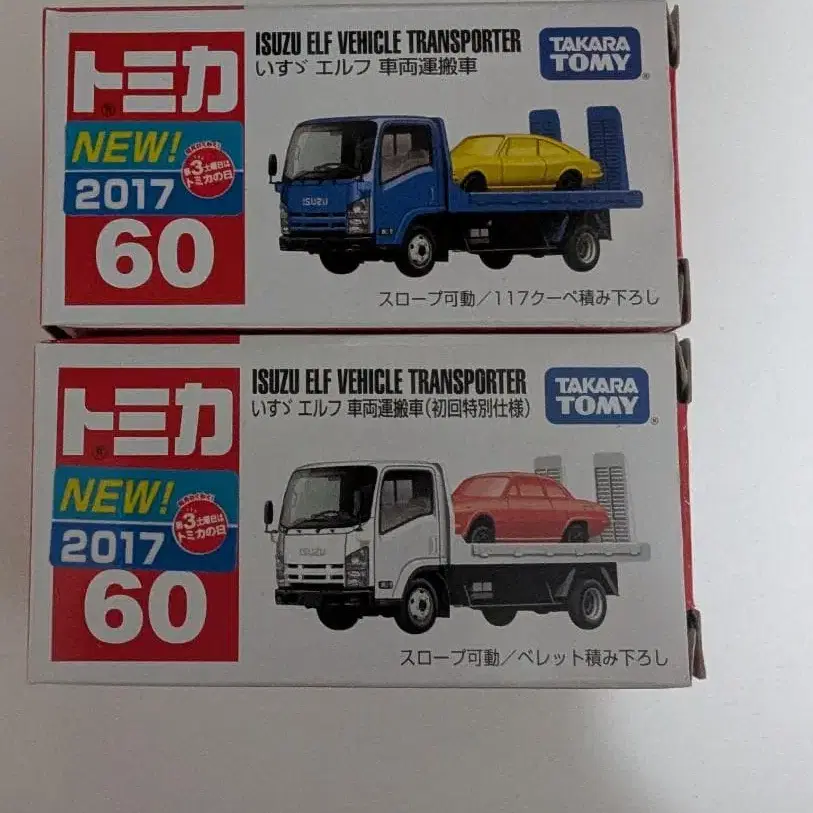 トミカ
NEW!
2017
第3土曜日は
トミカの日
60
ISUZU ELF VEHICLE TRANSPORTER
いすゞ エルフ 車両運搬車
TAKARA
TOMY
ISUZU
スロープ可動/117クーペ積み下ろし
トミカ
NEW!
2017
第3土曜日は
トミカの日
60
ISUZU ELF VEHICLE TRANSPORTER
いすゞ エルフ 車両運搬車(初回特別仕様)
TAKARA
TOMY
ISUZU
スロープ可動/ベレット積み下ろし